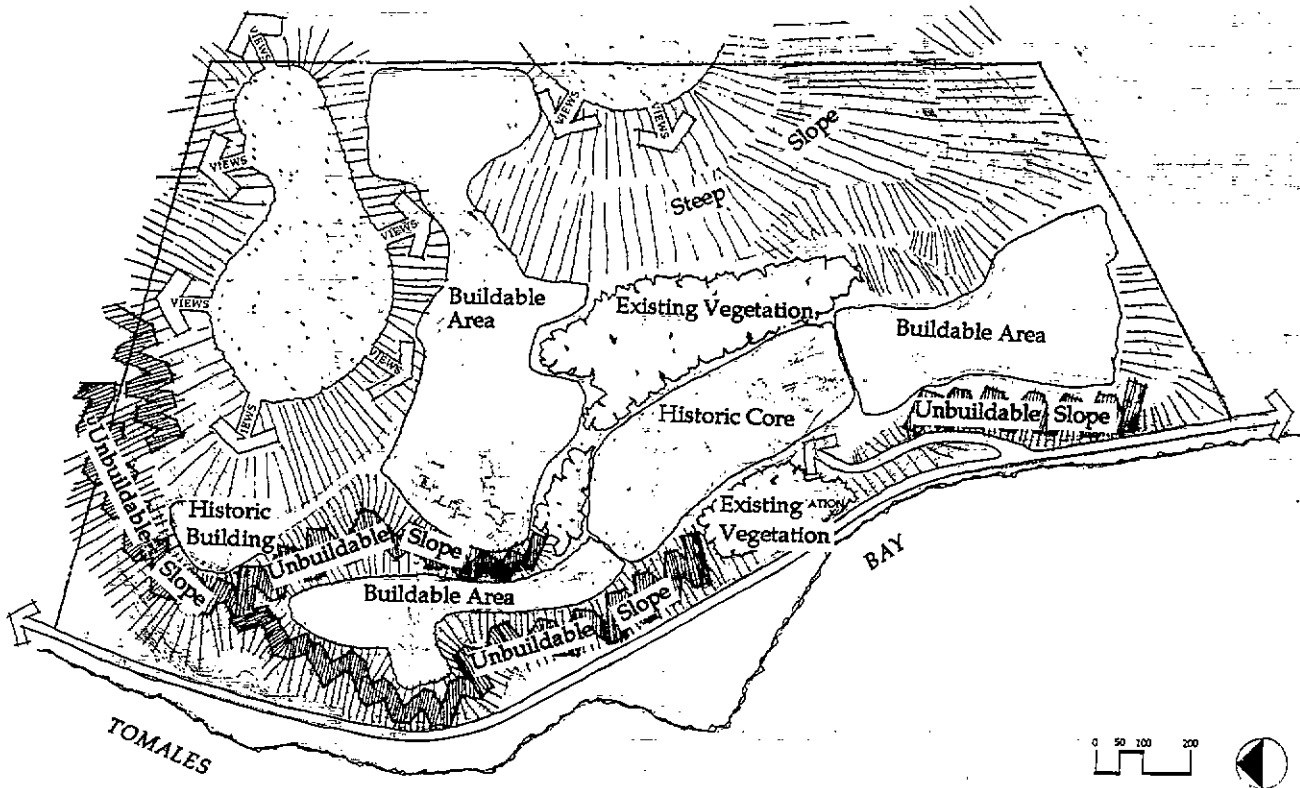 VIEWS
VIEWS
VIEWS
Slope
VIEWS
Steep
VIEWS
VIEWS
Buildable
Area
Existing Vegetation
Buildable Area
VIEWS
VIEWS
Historic Core
Unbuildable Slope
Unbuildable Slope
Historic
Building
Unbuildable Slope
Existing
Vegetation
ATION
Buildable Area
Unbuildable Slope
BAY
TOMALES
0 50 100 200